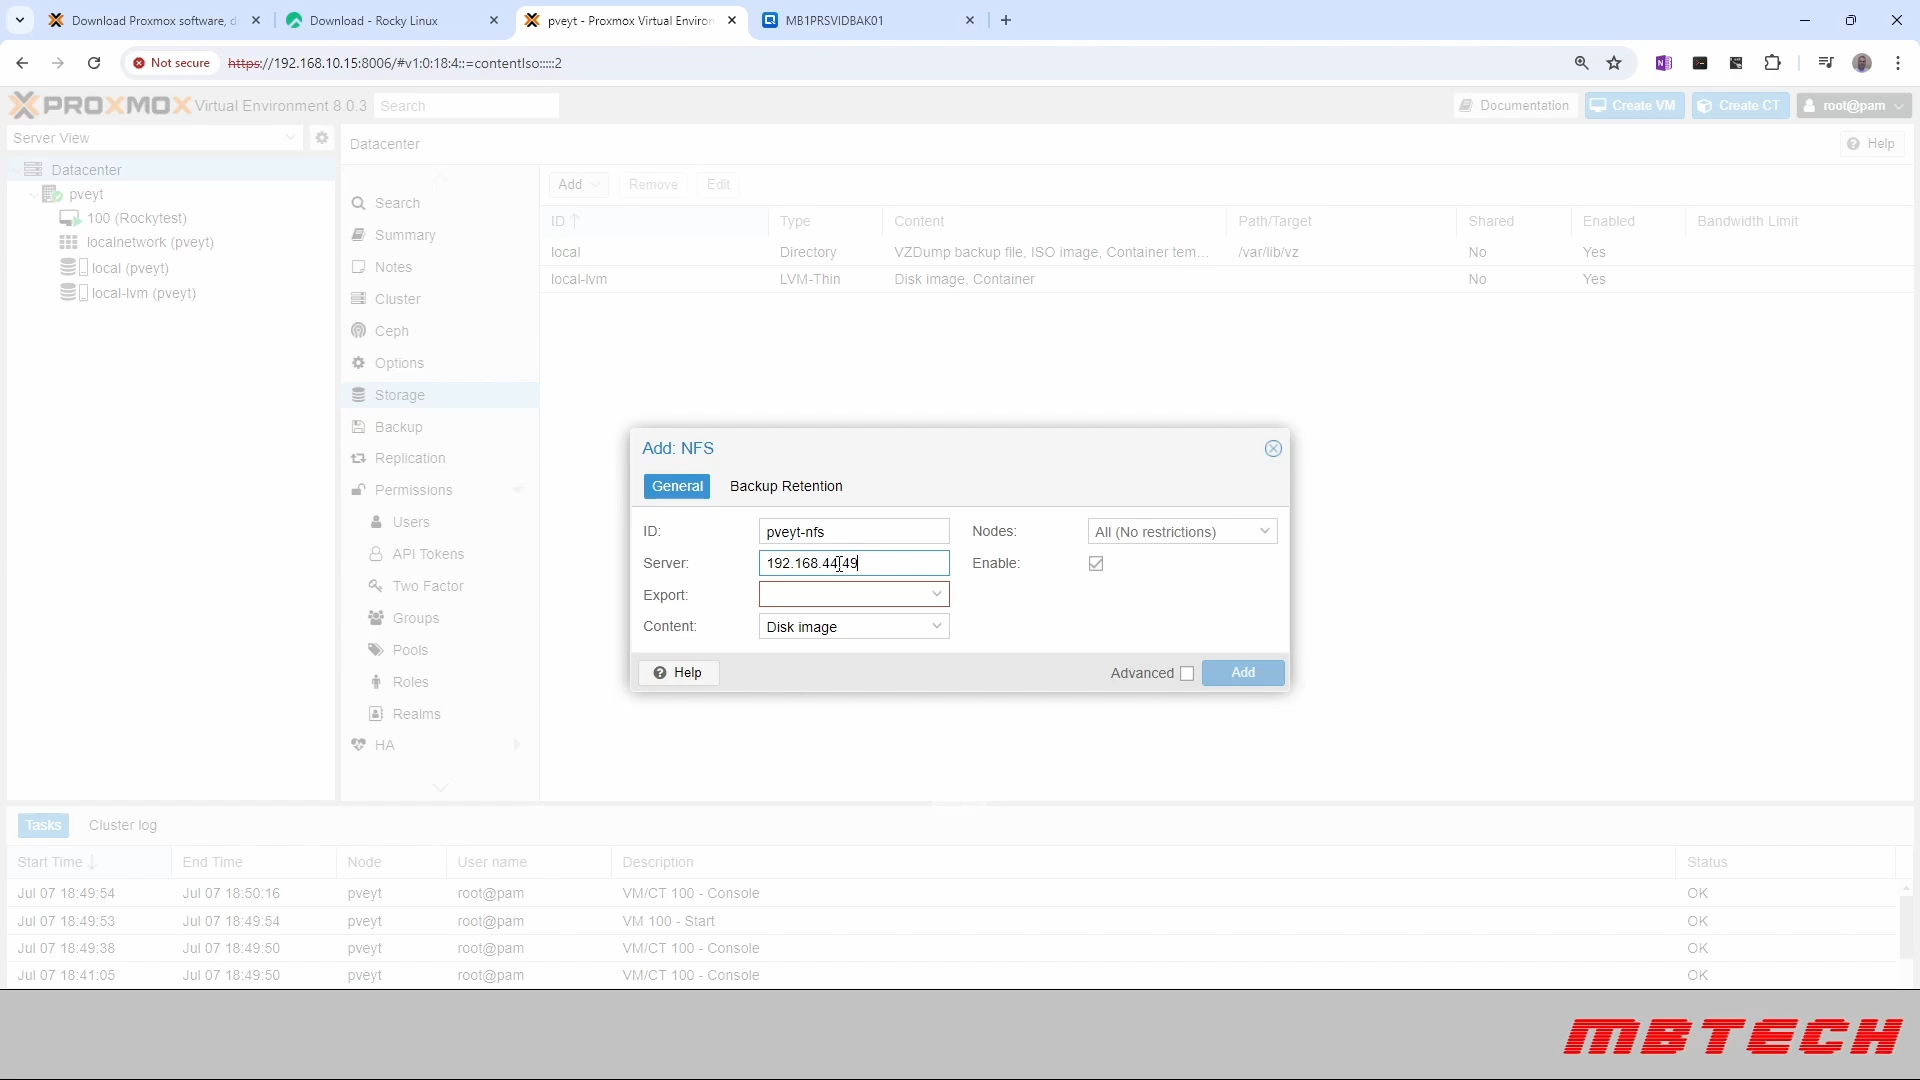 Download Proxmox software, d
Download - Rocky Linux
pveyt - Proxmox Virtual Environ
MB1PRSVIDBAK01
Not secure
https://192.168.10.15:8006/#v1:0:18:4::=contentIso:::::2
PROXMOX Virtual Environment 8.0.3
Search
Documentation
Create VM
Create CT
root@pam
Server View
Datacenter
pveyt
100 (Rockytest)
localnetwork (pveyt)
local (pveyt)
local-lvm (pveyt)
Datacenter
Help
Search
Summary
Notes
Cluster
Ceph
Options
Storage
Backup
Replication
Permissions
Users
API Tokens
Two Factor
Groups
Pools
Roles
Realms
HA
Add
Remove
Edit
ID Type Content Path/Target Shared Enabled Bandwidth Limit
local Directory VZDump backup file, ISO image, Container tem... /var/lib/vz No Yes
local-lvm LVM-Thin Disk image, Container No Yes
Add: NFS
General
Backup Retention
ID: pveyt-nfs
Nodes: All (No restrictions)
Server: 192.168.44.49
Enable:
Export:
Content: Disk image
Help
Advanced
Add
Tasks
Cluster log
Start Time End Time Node User name Description Status
Jul 07 18:49:54 Jul 07 18:50:16 pveyt root@pam VM/CT 100 - Console OK
Jul 07 18:49:53 Jul 07 18:49:54 pveyt root@pam VM 100 - Start OK
Jul 07 18:49:38 Jul 07 18:49:50 pveyt root@pam VM/CT 100 - Console OK
Jul 07 18:41:05 Jul 07 18:49:50 pveyt root@pam VM/CT 100 - Console OK
MBTECH